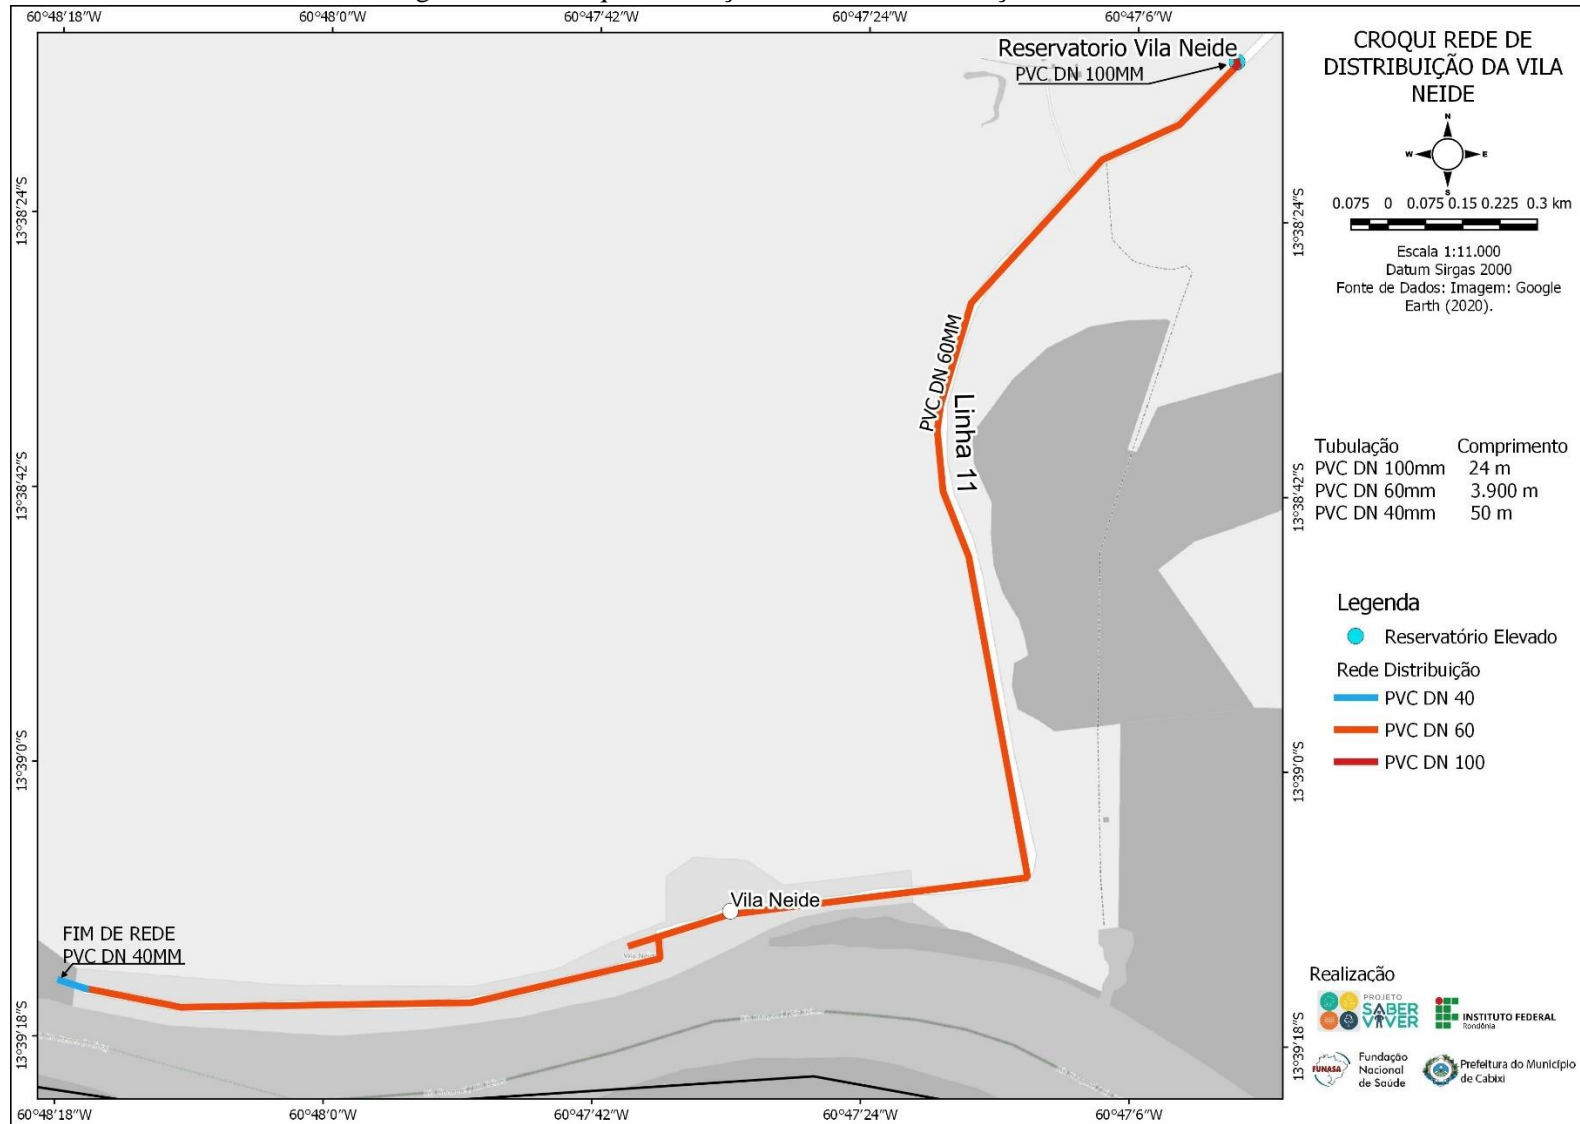 60°48'18"W
60°48'0"W
60°47'42"W
60°47'24"W
60°47'6"W
Reservatorio Vila Neide
PVC DN 100MM
CROQUI REDE DE
DISTRIBUIÇÃO DA VILA
NEIDE
N
W
E
S
0.075 0 0.075 0.15 0.225 0.3 km
Escala 1:11.000
Datum Sirgas 2000
Fonte de Dados: Imagem: Google
Earth (2020).
13°38'24"S
13°38'24"S
PVC DN 60MM
Linha 11
Tubulação Comprimento
PVC DN 100mm 24 m
PVC DN 60mm 3.900 m
PVC DN 40mm 50 m
13°38'42"S
13°38'42"S
Legenda
Reservatório Elevado
Rede Distribuição
PVC DN 40
PVC DN 60
PVC DN 100
13°39'0"S
13°39'0"S
Vila Neide
FIM DE REDE
PVC DN 40MM
Vila Neide
13°39'18"S
13°39'18"S
Realização
PROJETO
SABER
VIVER
INSTITUTO FEDERAL
Rondônia
FUNASA
Fundação
Nacional
de Saúde
Prefeitura do Município
de Cabixi
60°48'18"W
60°48'0"W
60°47'42"W
60°47'24"W
60°47'6"W